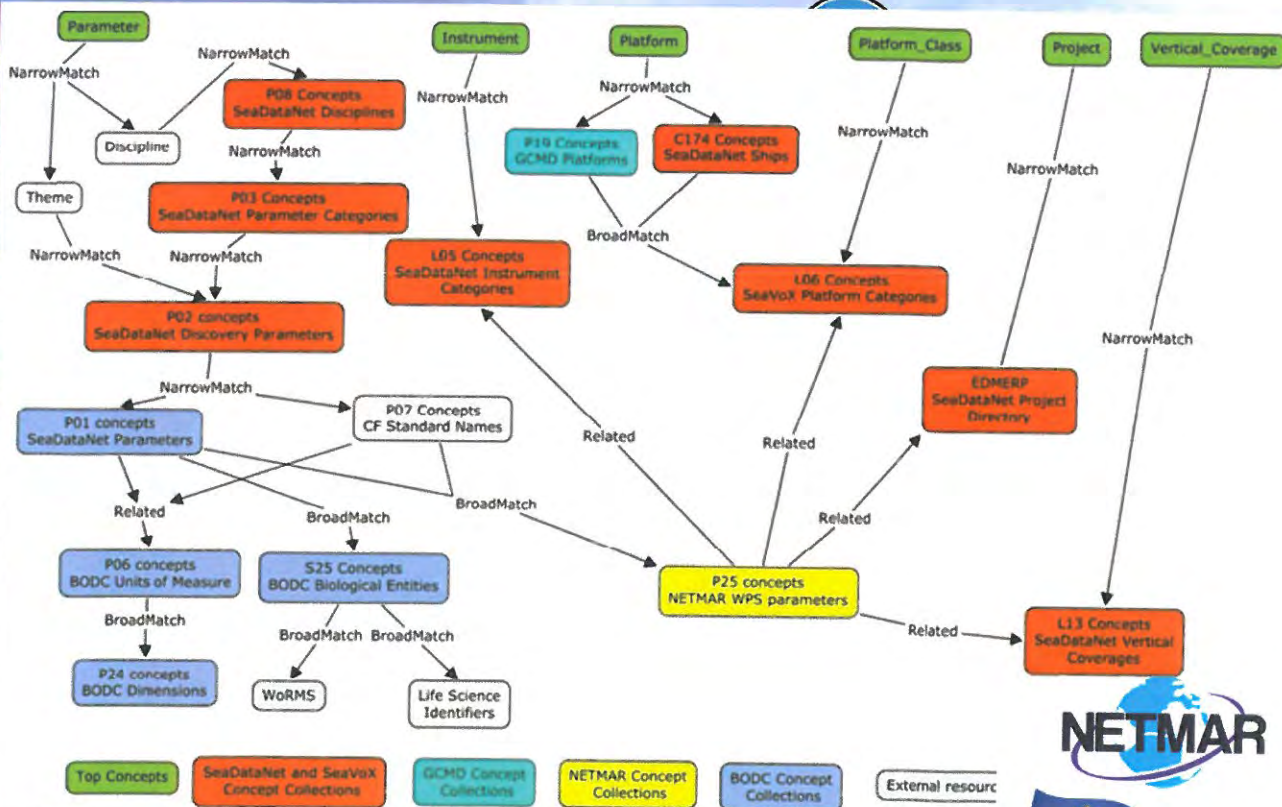 Parameter
Instrument
Platform
Platform_Class
Project
Vertical_Coverage
NarrowMatch
NarrowMatch
NarrowMatch
NarrowMatch
NarrowMatch
NarrowMatch
NarrowMatch
P08 Concepts
SeaDataNet Disciplines
Discipline
NarrowMatch
P19 Concepts
GCMD Platforms
C174 Concepts
SeaDataNet Ships
Theme
P03 Concepts
SeaDataNet Parameter Categories
NarrowMatch
NarrowMatch
BroadMatch
L05 Concepts
SeaDataNet Instrument
Categories
L06 Concepts
SeaVoX Platform Categories
P02 concepts
SeaDataNet Discovery Parameters
NarrowMatch
EDMERP
SeaDataNet Project
Directory
P01 concepts
SeaDataNet Parameters
P07 Concepts
CF Standard Names
Related
Related
Related
BroadMatch
BroadMatch
Related
P06 concepts
BODC Units of Measure
S25 Concepts
BODC Biological Entities
P25 concepts
NETMAR WPS parameters
BroadMatch
BroadMatch
BroadMatch
Related
L13 Concepts
SeaDataNet Vertical
Coverages
P24 concepts
BODC Dimensions
WoRMS
Life Science
Identifiers
NETMAR
Top Concepts
SeaDataNet and SeaVoX
Concept Collections
GCMD Concept
Collections
NETMAR Concept
Collections
BODC Concept
Collections
External resourc